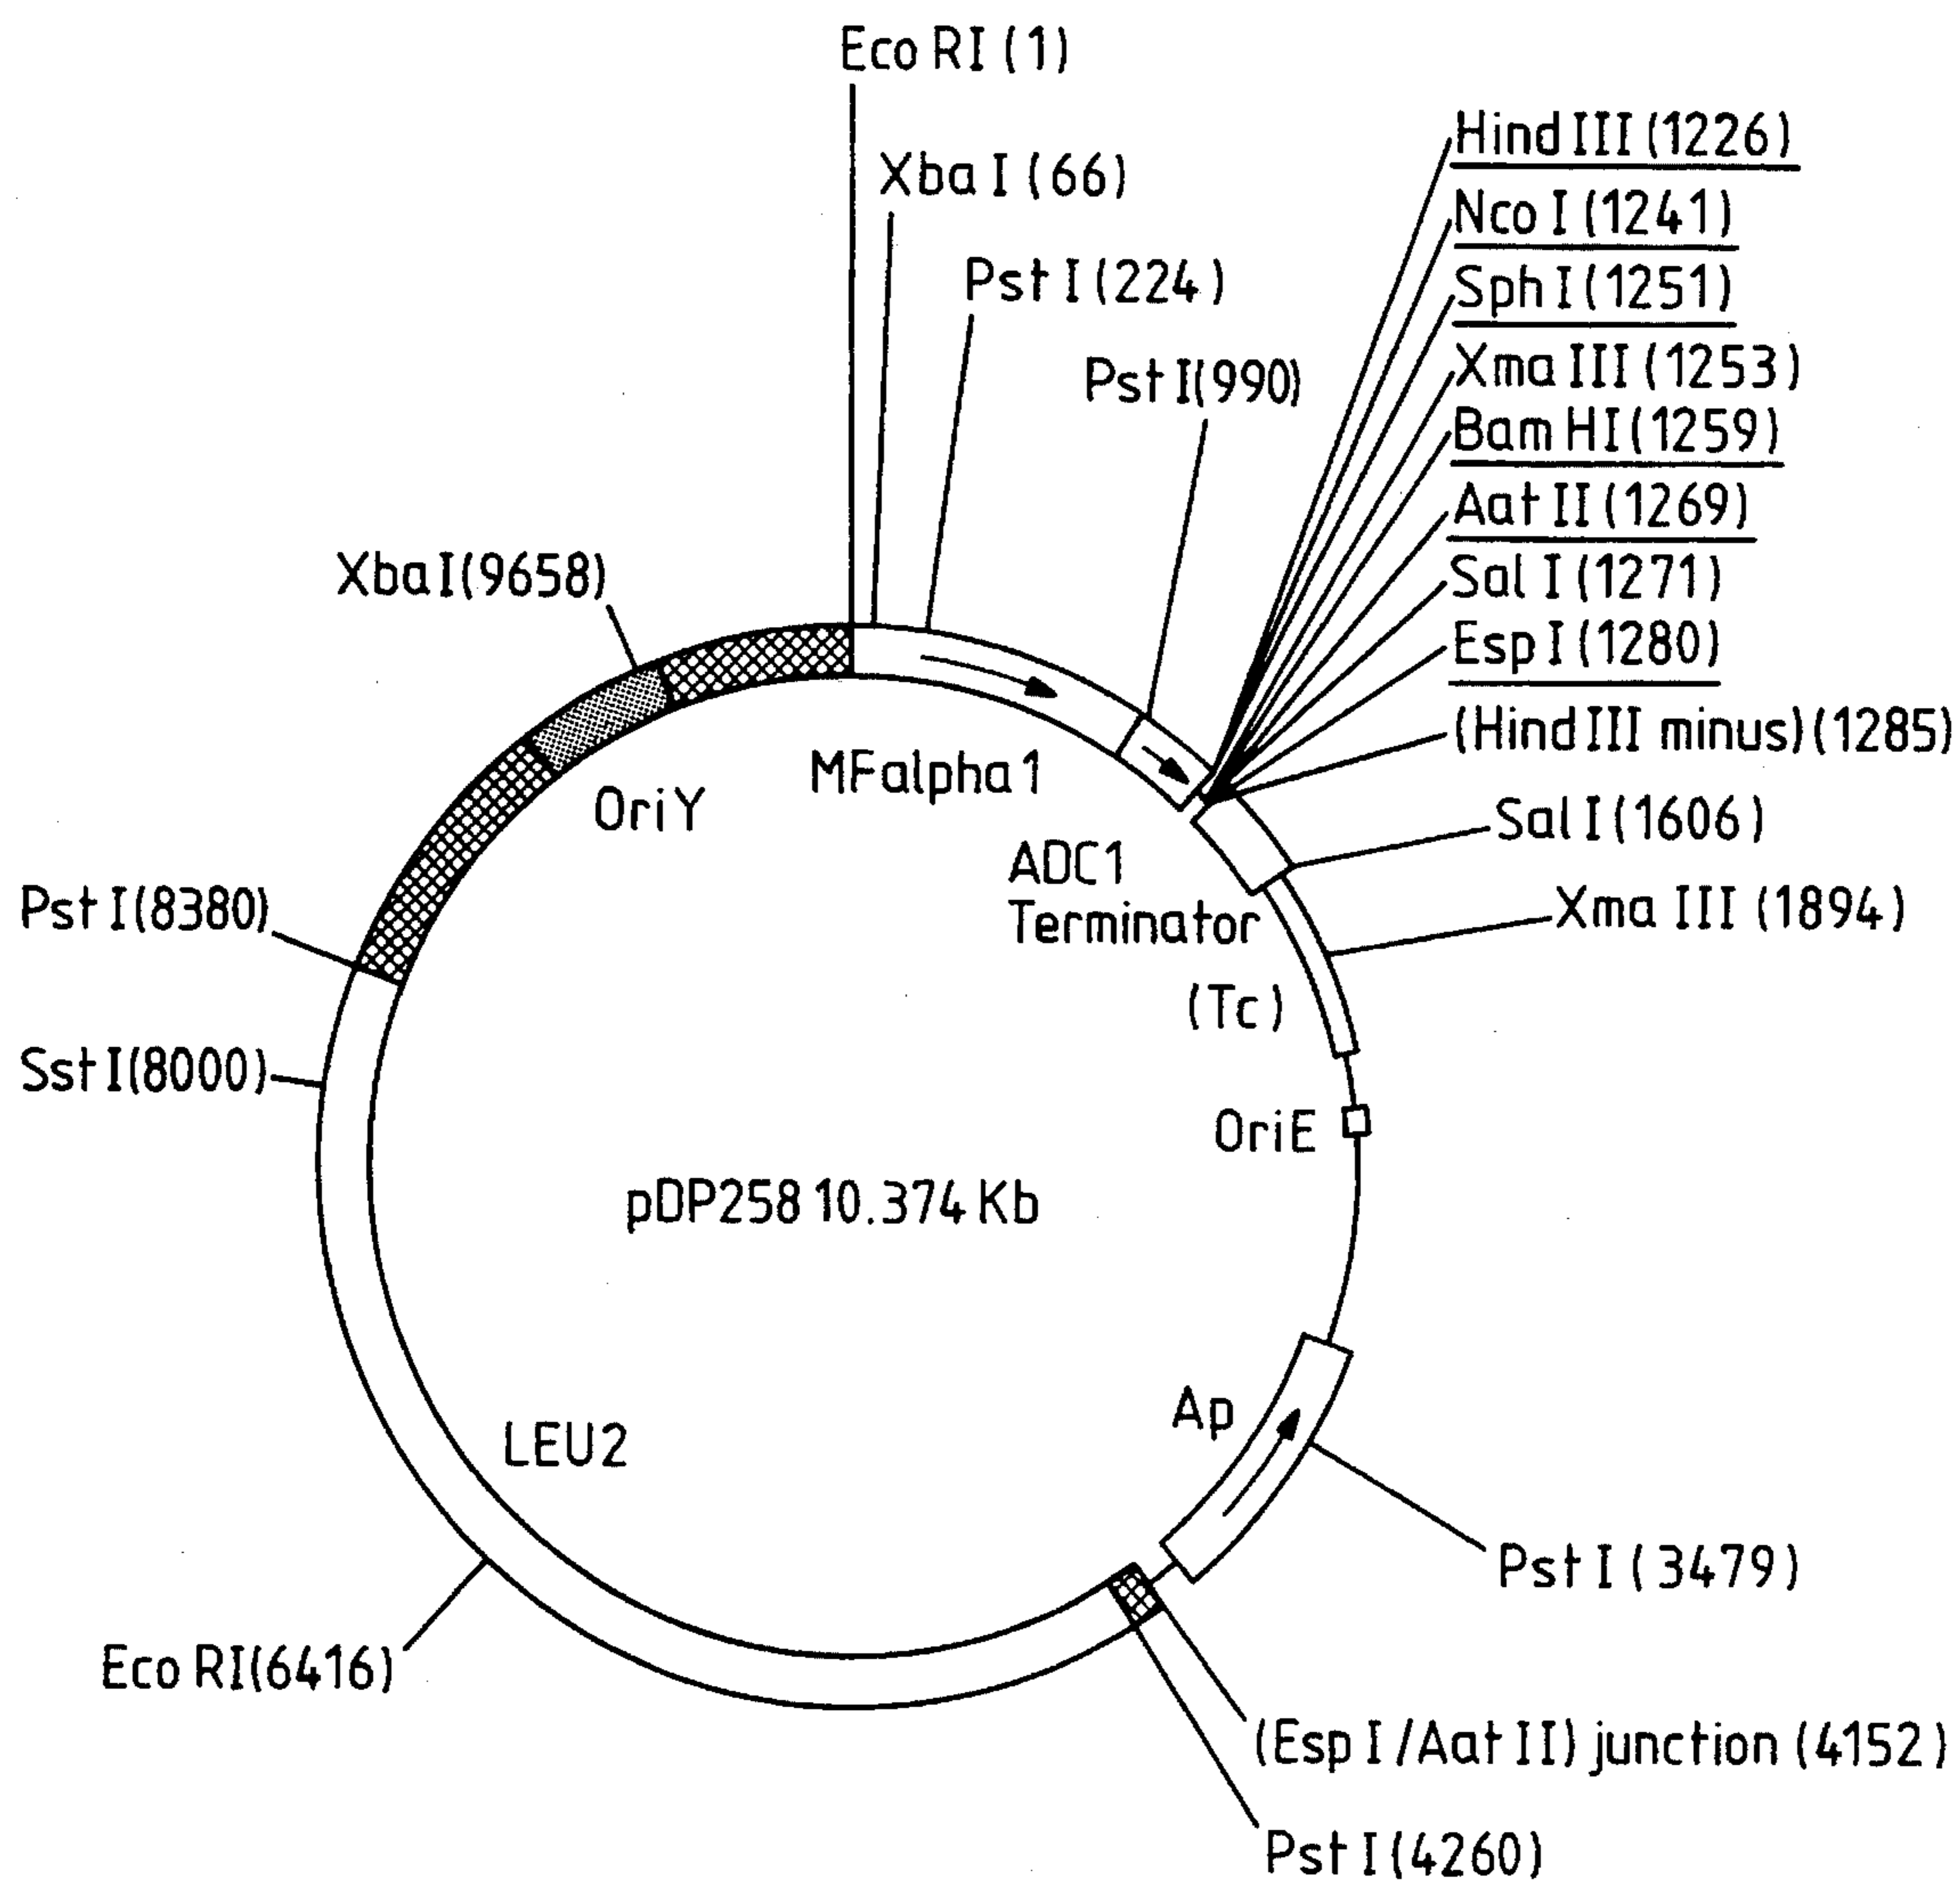 Eco RI (1)
Xba I (66)
Pst I (224)
Pst I (990)
Hind III (1226)
Nco I (1241)
Sph I (1251)
Xma III (1253)
Bam HI (1259)
Aat II (1269)
Sal I (1271)
Esp I (1280)
(Hind III minus) (1285)
Sal I (1606)
Xma III (1894)
Xba I (9658)
Pst I (8380)
Sst I (8000)
Ori Y
MFalpha 1
ADC1
Terminator
(Tc)
Ori E
pDP258 10.374 Kb
Ap
LEU2
Pst I (3479)
Eco RI (6416)
(Esp I / Aat II) junction (4152)
Pst I (4260)